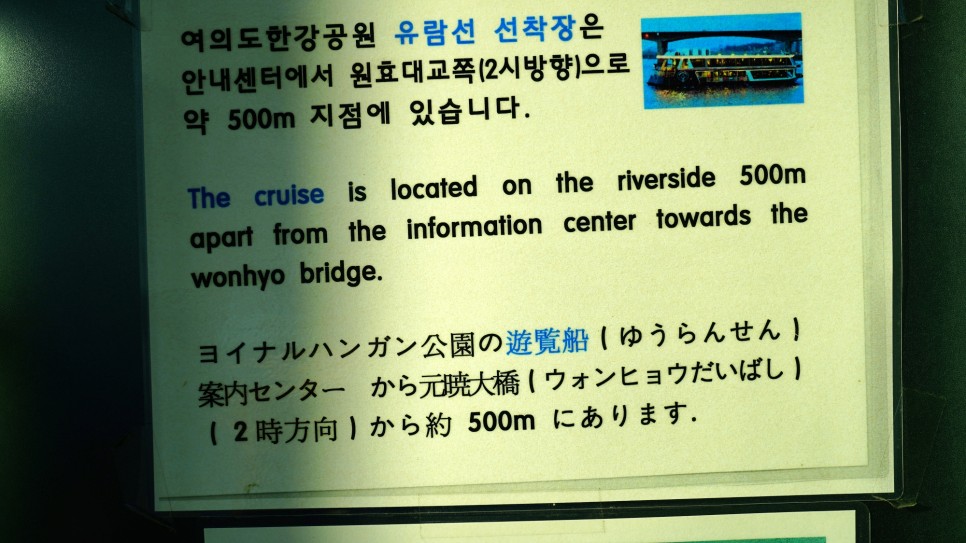 여의도한강공원 유람선 선착장은
안내센터에서 원효대교쪽(2시방향)으로
약 500m 지점에 있습니다.
The cruise is located on the riverside 500m
apart from the information center towards the
wonhyo bridge.
ヨイナルハンガン公園の遊覧船(ゆうらんせん)
案内センター から元暁大橋(ウォンヒョウだいばし)
(2時方向)から約 500m にあります.